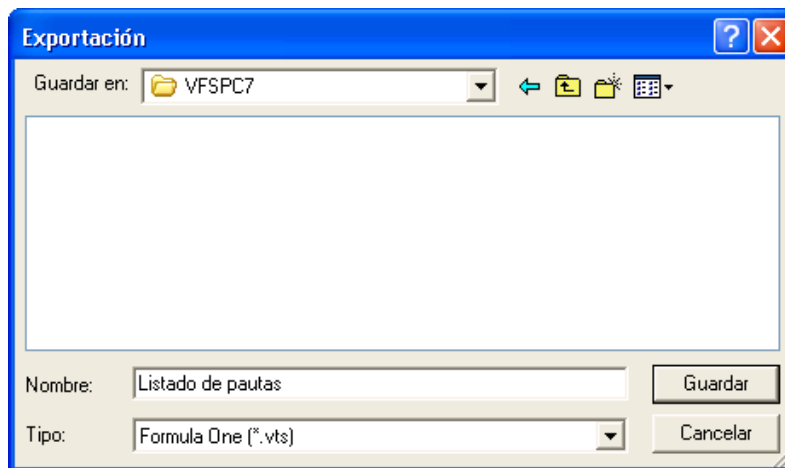 Exportación
Guardar en: VFSPC7
Nombre: Listado de pautas Guardar
Tipo: Formula One (*.vts) Cancelar